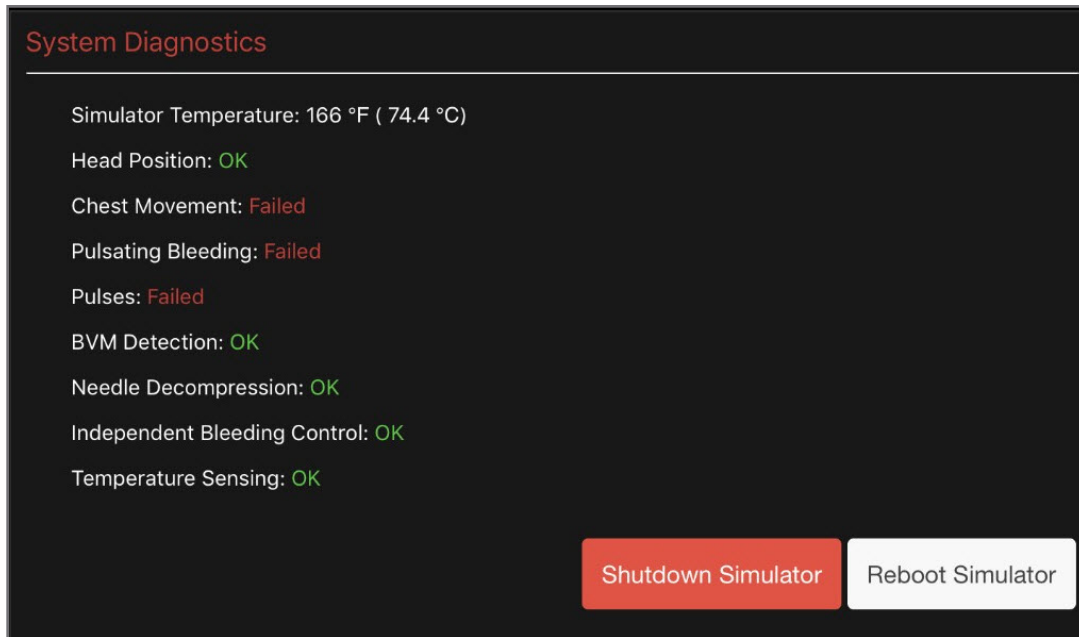 System Diagnostics
Simulator Temperature: 166 °F ( 74.4 °C)
Head Position: OK
Chest Movement: Failed
Pulsating Bleeding: Failed
Pulses: Failed
BVM Detection: OK
Needle Decompression: OK
Independent Bleeding Control: OK
Temperature Sensing: OK
Shutdown Simulator Reboot Simulator